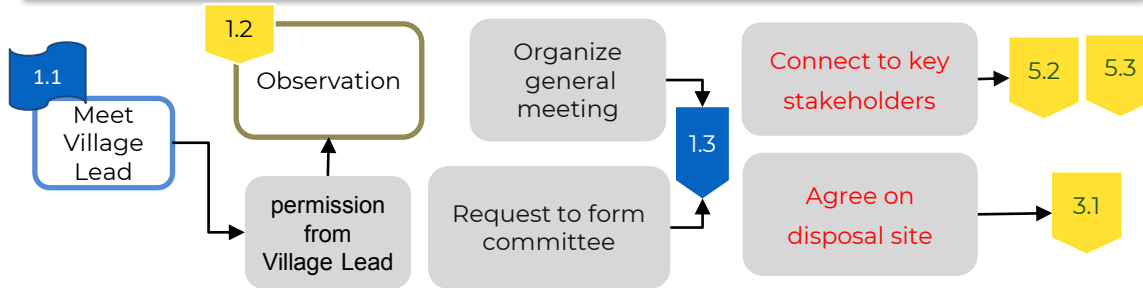 1.1
Meet
Village
Lead
1.2
Observation
permission
from
Village Lead
Organize
general
meeting
1.3
Request to form
committee
Connect to key
stakeholders
5.2
5.3
Agree on
disposal site
3.1